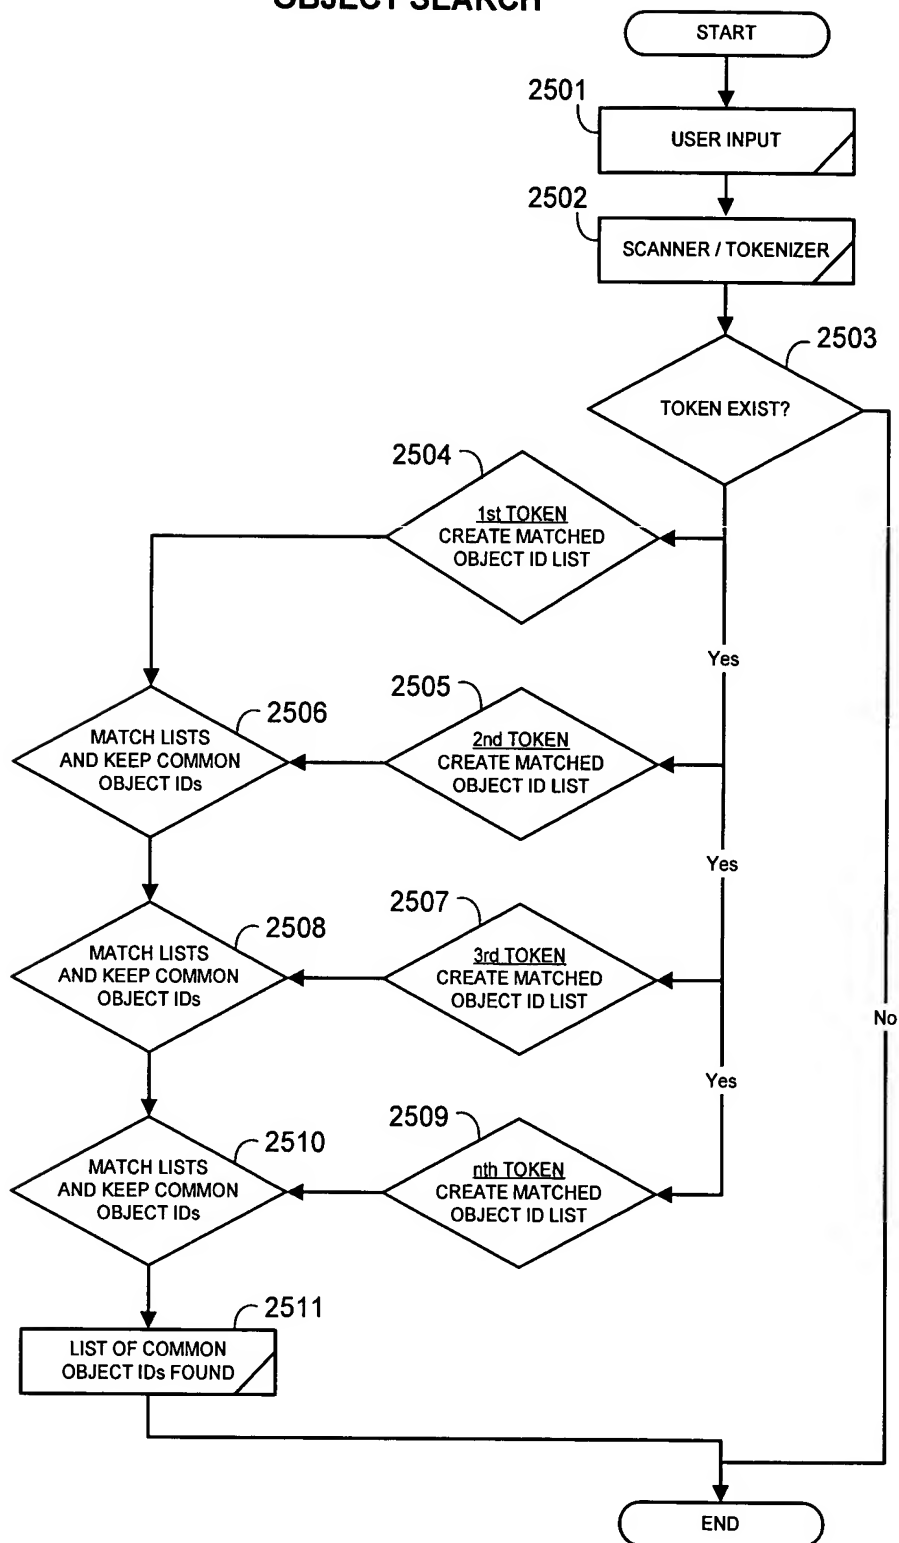 OBJECT SEARCH
START
2501
USER INPUT
2502
SCANNER / TOKENIZER
2503
TOKEN EXIST?
2504
1st TOKEN
CREATE MATCHED
OBJECT ID LIST
Yes
2505
2nd TOKEN
CREATE MATCHED
OBJECT ID LIST
2506
MATCH LISTS
AND KEEP COMMON
OBJECT IDs
Yes
2507
3rd TOKEN
CREATE MATCHED
OBJECT ID LIST
2508
MATCH LISTS
AND KEEP COMMON
OBJECT IDs
No
Yes
2509
nth TOKEN
CREATE MATCHED
OBJECT ID LIST
2510
MATCH LISTS
AND KEEP COMMON
OBJECT IDs
2511
LIST OF COMMON
OBJECT IDs FOUND
END